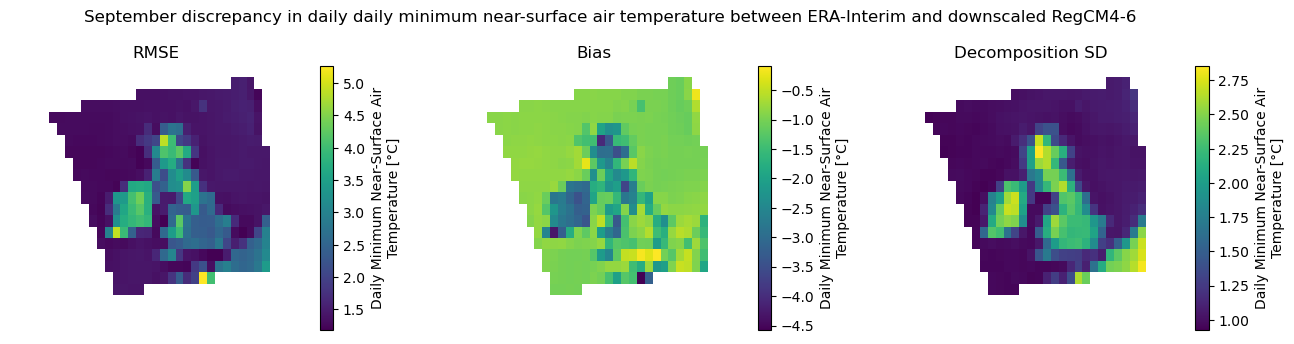 September discrepancy in daily daily minimum near-surface air temperature between ERA-Interim and downscaled RegCM4-6
RMSE
5.0
4.5
4.0
3.5
3.0
2.5
2.0
1.5
Daily Minimum Near-Surface Air
Temperature [°C]
Bias
−0.5
−1.0
−1.5
−2.0
−2.5
−3.0
−3.5
−4.0
−4.5
Daily Minimum Near-Surface Air
Temperature [°C]
Decomposition SD
2.75
2.50
2.25
2.00
1.75
1.50
1.25
1.00
Daily Minimum Near-Surface Air
Temperature [°C]